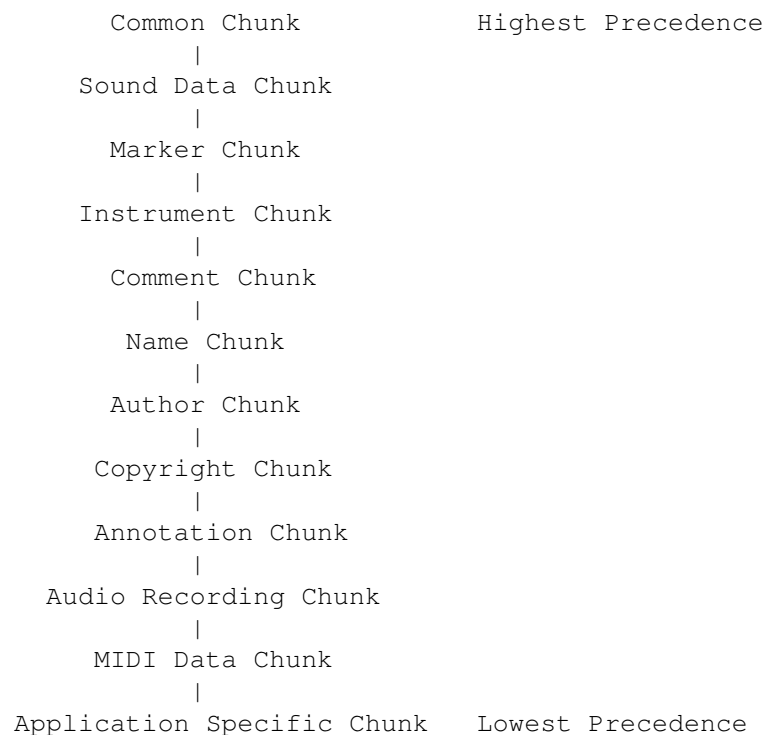 Common Chunk Highest Precedence
|
Sound Data Chunk
|
Marker Chunk
|
Instrument Chunk
|
Comment Chunk
|
Name Chunk
|
Author Chunk
|
Copyright Chunk
|
Annotation Chunk
|
Audio Recording Chunk
|
MIDI Data Chunk
|
Application Specific Chunk Lowest Precedence